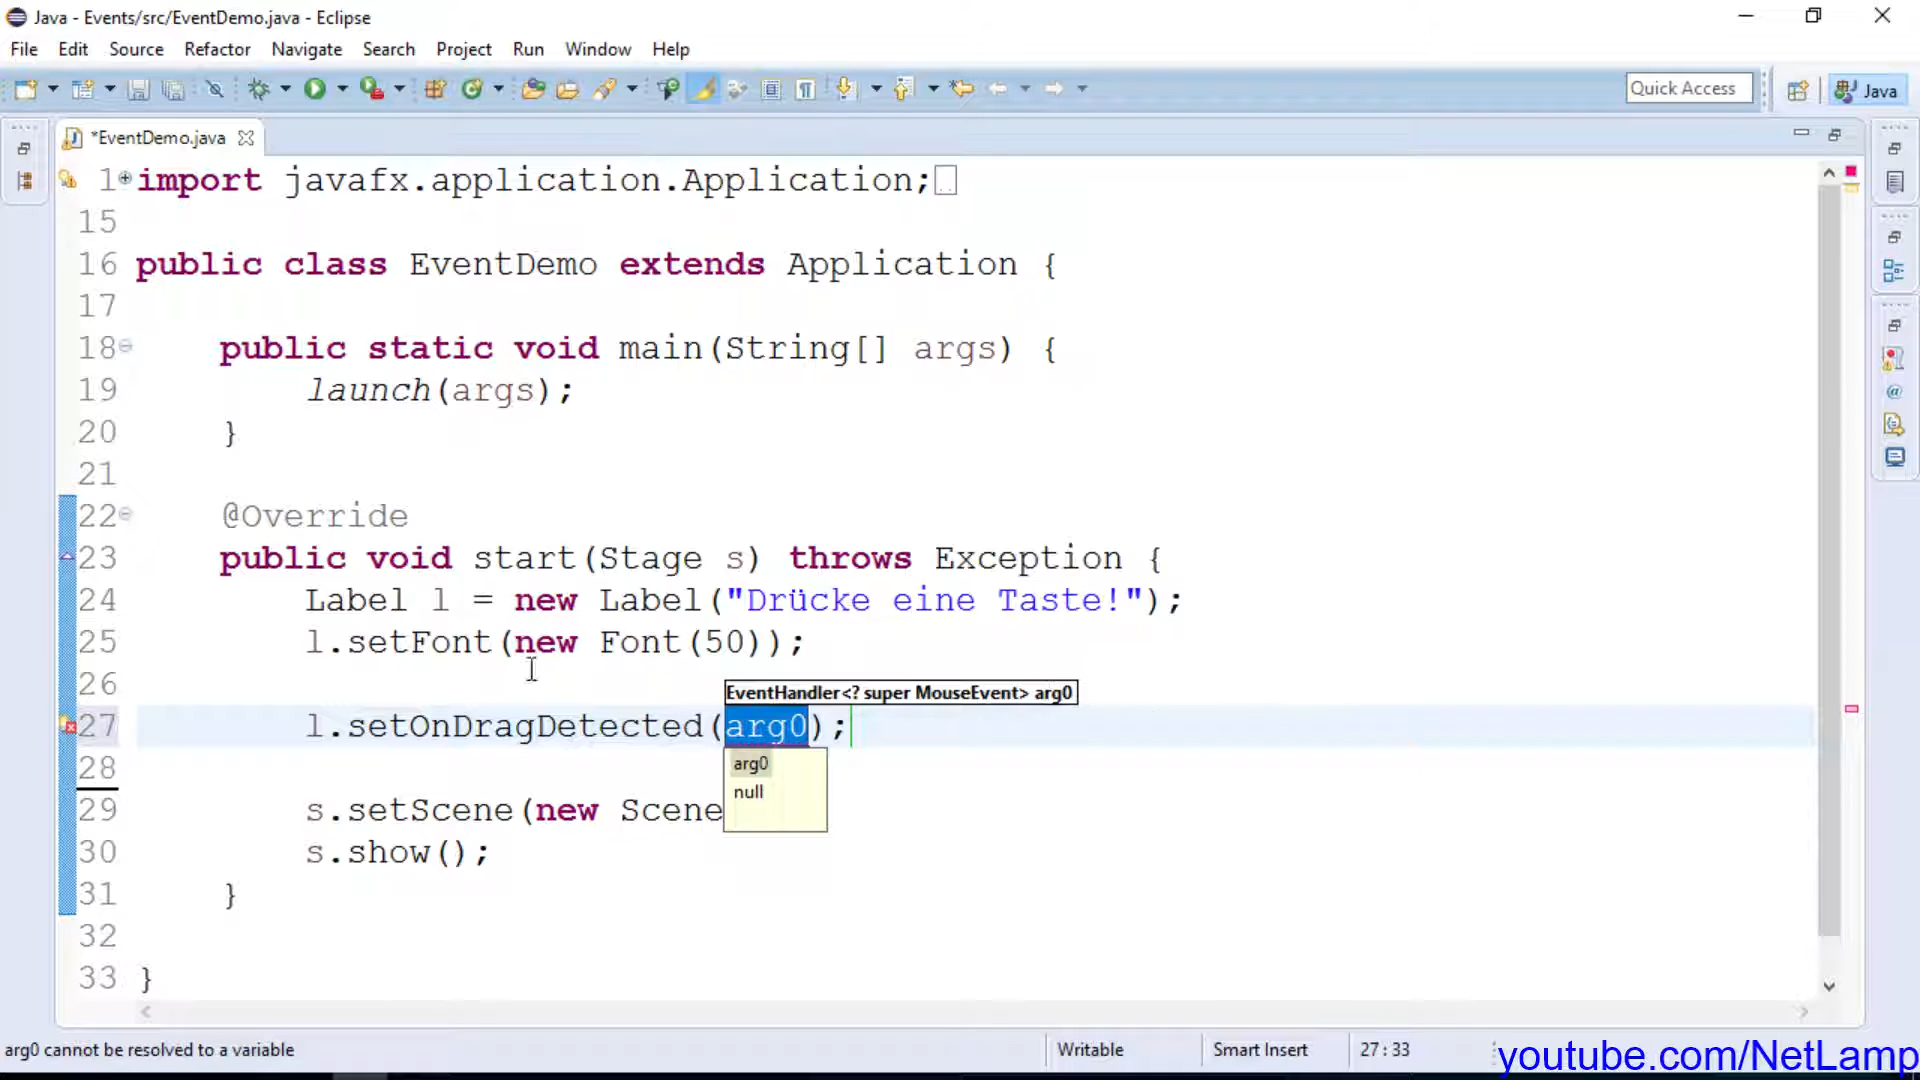 Java - Events/src/EventDemo.java - Eclipse
File Edit Source Refactor Navigate Search Project Run Window Help
Quick Access Java
*EventDemo.java
1 import javafx.application.Application;
15
16 public class EventDemo extends Application {
17
18 public static void main(String[] args) {
19 launch(args);
20 }
21
22 @Override
23 public void start(Stage s) throws Exception {
24 Label l = new Label("Drücke eine Taste!");
25 l.setFont(new Font(50));
26
EventHandler<? super MouseEvent> arg0
27 l.setOnDragDetected(arg0);
arg0
28
null
29 s.setScene(new Scene
30 s.show();
31 }
32
33 }
arg0 cannot be resolved to a variable Writable Smart Insert 27 : 33
youtube.com/NetLamp